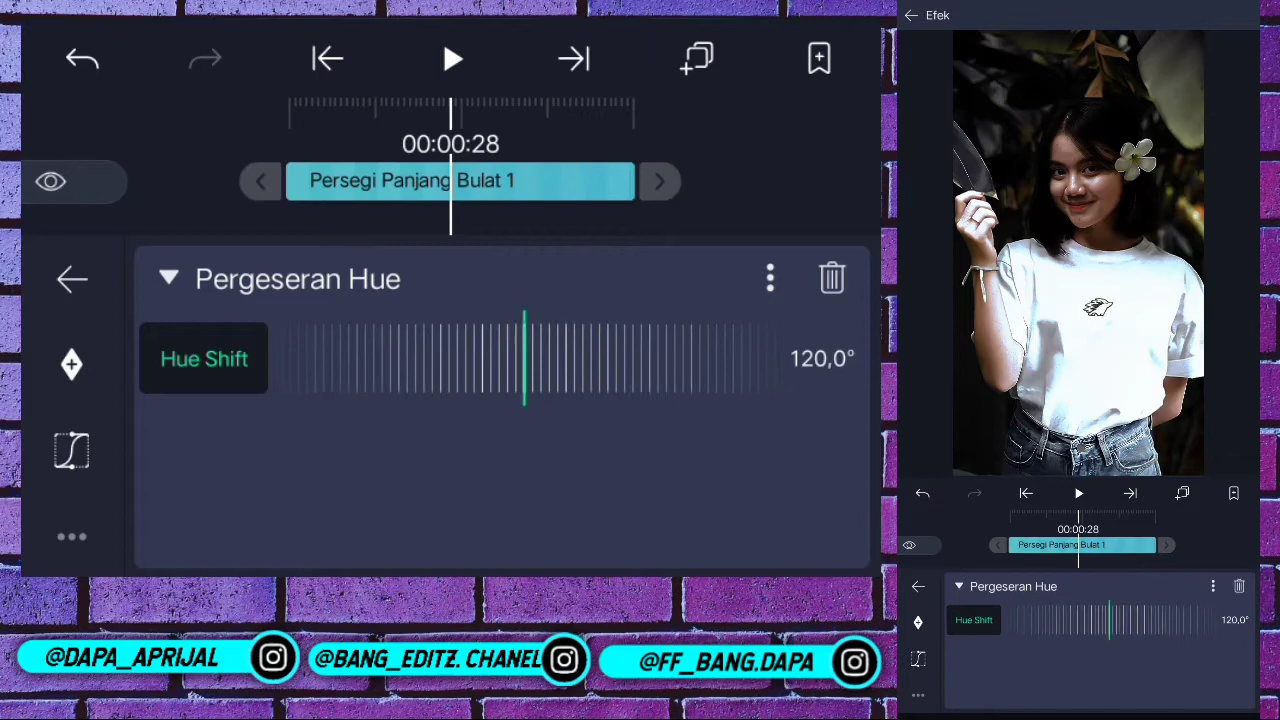 00:00:28
Persegi Panjang Bulat 1
Pergeseran Hue
Hue Shift
120,0°
@DAPA_APRIJAL
@BANG_EDITZ. CHANEL
@FF_BANG.DAPA
Efek
00:00:28
Persegi Panjang Bulat 1
Pergeseran Hue
Hue Shift
120,0°